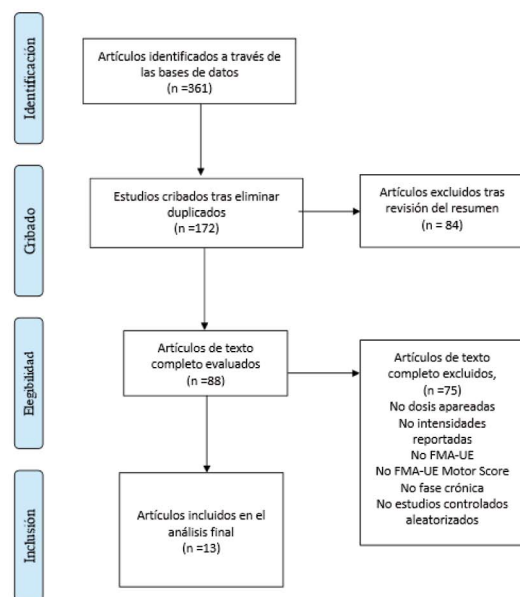 Identificación
Artículos identificados a través de
las bases de datos
(n =361)
Cribado
Estudios cribados tras eliminar
duplicados
(n =172)
Artículos excluidos tras
revisión del resumen
(n = 84)
Elegibilidad
Artículos de texto
completo evaluados
(n =88)
Artículos de texto
completo excluidos,
(n =75)
No dosis apareadas
No intensidades
reportadas
No FMA-UE
No FMA-UE Motor Score
No fase crónica
No estudios controlados
aleatorizados
Inclusión
Artículos incluidos en el
análisis final
(n =13)